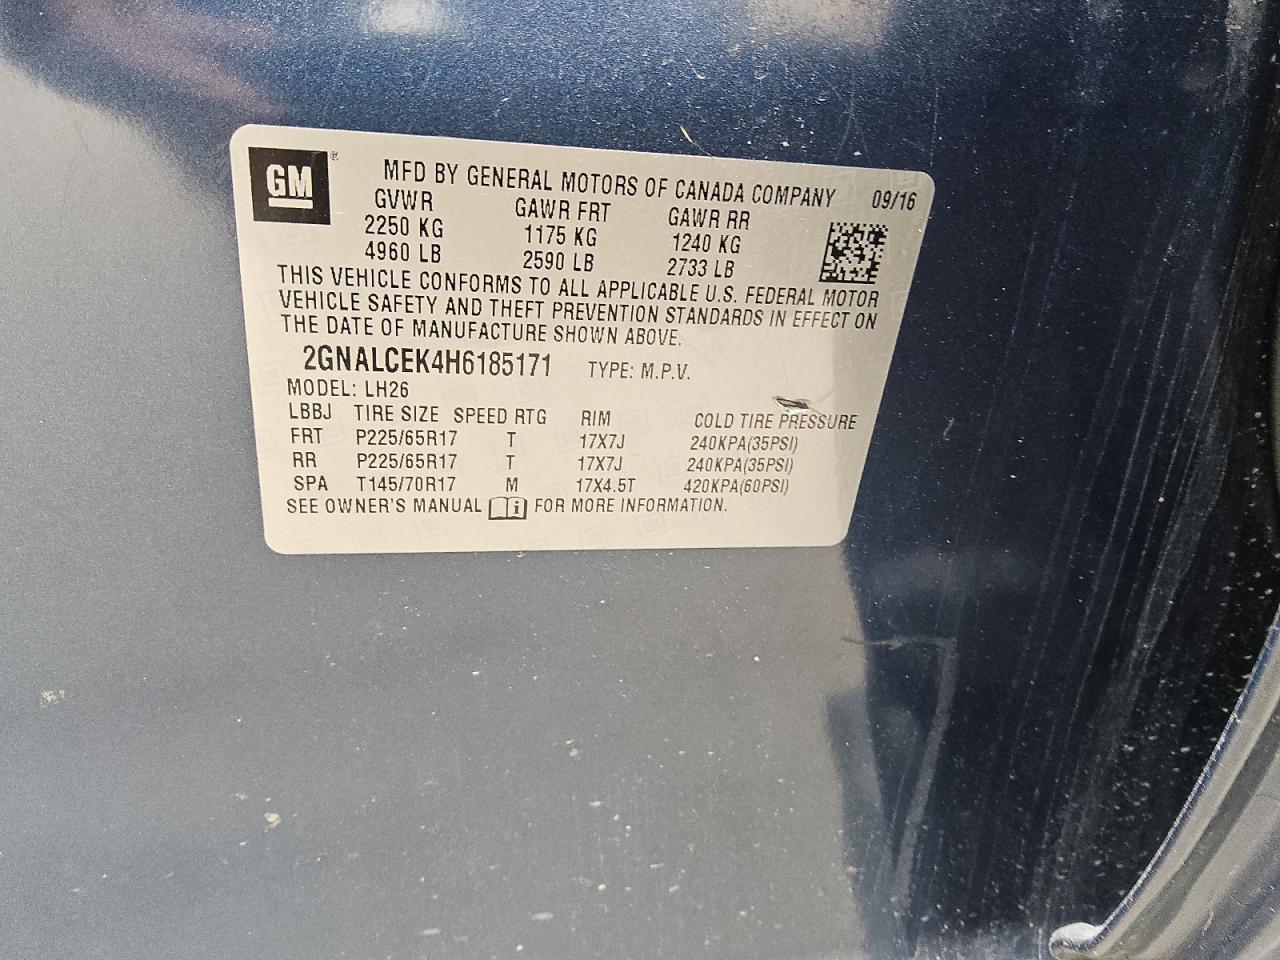 GM®
MFD BY GENERAL MOTORS OF CANADA COMPANY 09/16
GVWR GAWR FRT GAWR RR
2250 KG 1175 KG 1240 KG
4960 LB 2590 LB 2733 LB
THIS VEHICLE CONFORMS TO ALL APPLICABLE U.S. FEDERAL MOTOR
VEHICLE SAFETY AND THEFT PREVENTION STANDARDS IN EFFECT ON
THE DATE OF MANUFACTURE SHOWN ABOVE.
2GNALCEK4H6185171 TYPE: M.P.V.
MODEL: LH26
LBBJ TIRE SIZE SPEED RTG RIM COLD TIRE PRESSURE
FRT P225/65R17 T 17X7J 240KPA(35PSI)
RR P225/65R17 T 17X7J 240KPA(35PSI)
SPA T145/70R17 M 17X4.5T 420KPA(60PSI)
SEE OWNER'S MANUAL i FOR MORE INFORMATION.